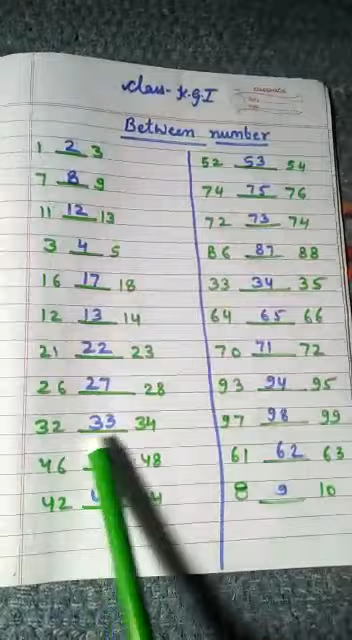 class - K.G I
Between number
1 2 3
7 8 9
11 12 13
3 4 5
16 17 18
12 13 14
21 22 23
26 27 28
32 33 34
46 48
42
52 53 54
74 75 76
72 73 74
86 87 88
33 34 35
64 65 66
70 71 72
93 94 95
97 98 99
61 62 63
8 9 10